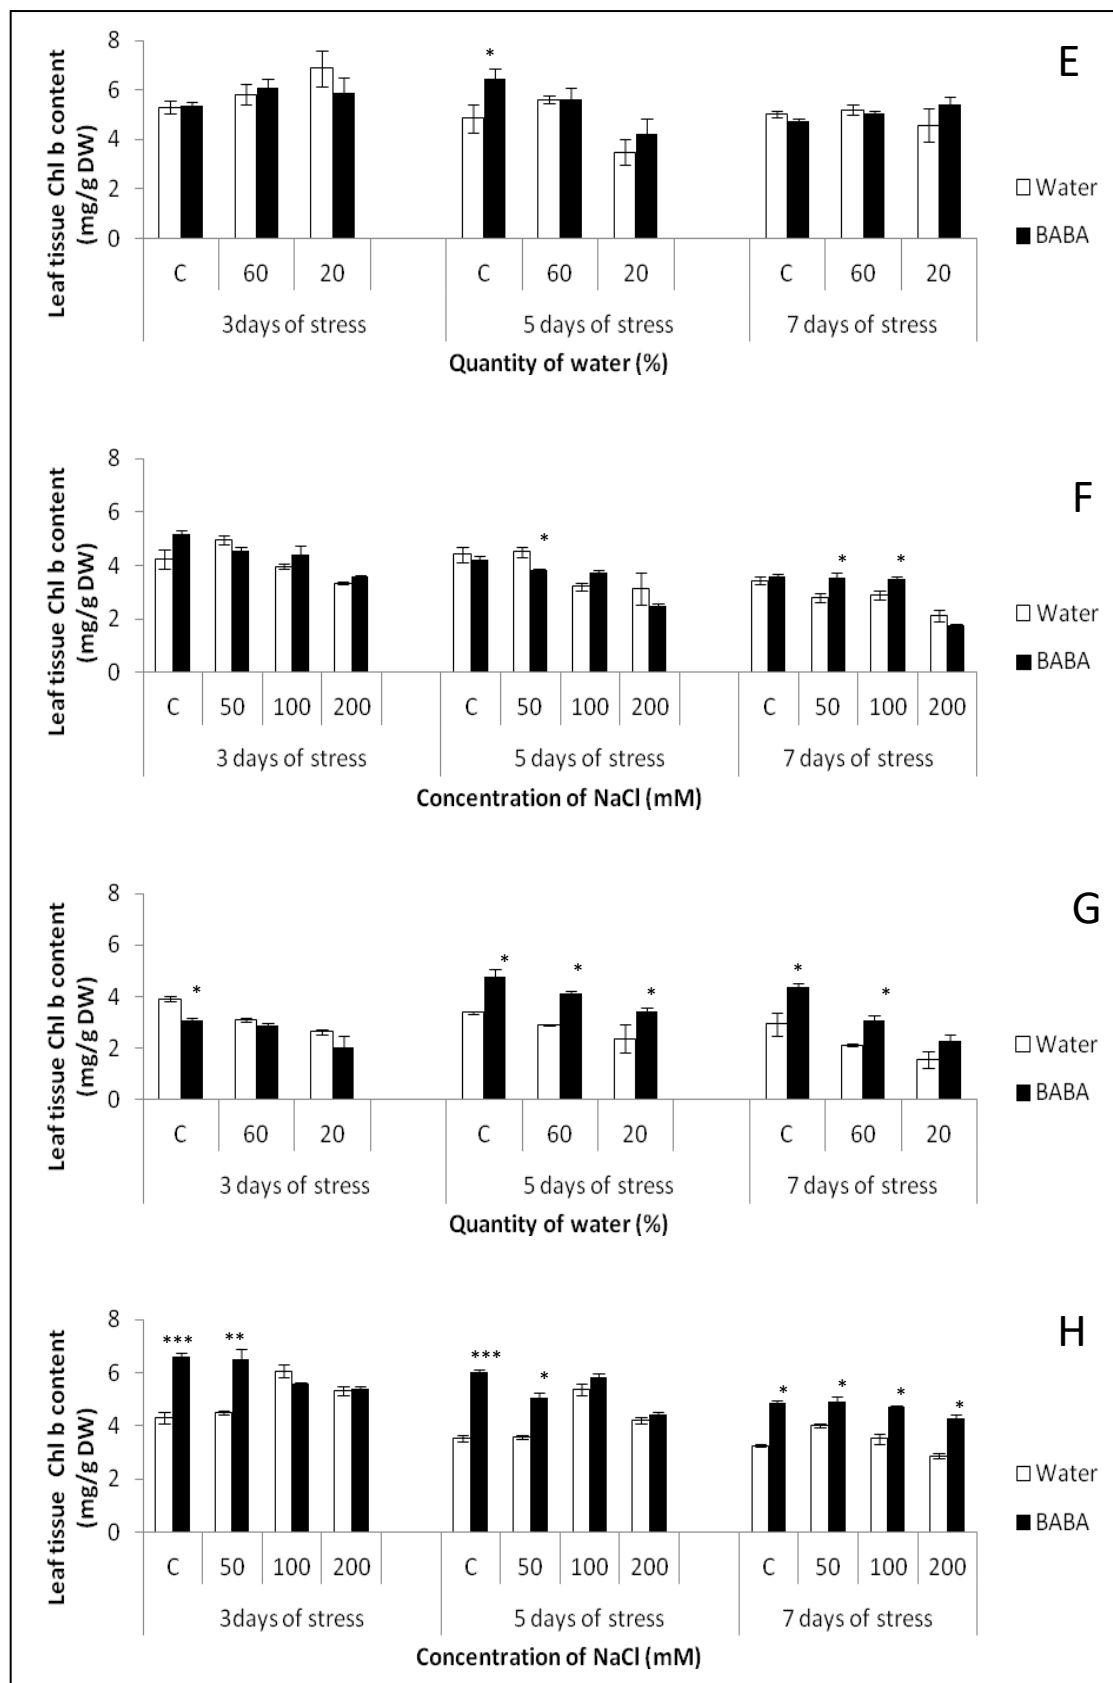 E
Leaf tissue Chl b content
(mg/g DW)
8
6
4
2
0
*
Water
BABA
C 60 20 C 60 20 C 60 20
3days of stress 5 days of stress 7 days of stress
Quantity of water (%)
F
Leaf tissue Chl b content
(mg/g DW)
8
6
4
2
0
* * *
Water
BABA
C 50 100 200 C 50 100 200 C 50 100 200
3 days of stress 5 days of stress 7 days of stress
Concentration of NaCl (mM)
G
Leaf tissue Chl b content
(mg/g DW)
8
6
4
2
0
* * * * * *
Water
BABA
C 60 20 C 60 20 C 60 20
3 days of stress 5 days of stress 7 days of stress
Quantity of water (%)
H
Leaf tissue Chl b content
(mg/g DW)
8
6
4
2
0
*** ** *** * * * * *
Water
BABA
C 50 100 200 C 50 100 200 C 50 100 200
3days of stress 5 days of stress 7 days of stress
Concentration of NaCl (mM)